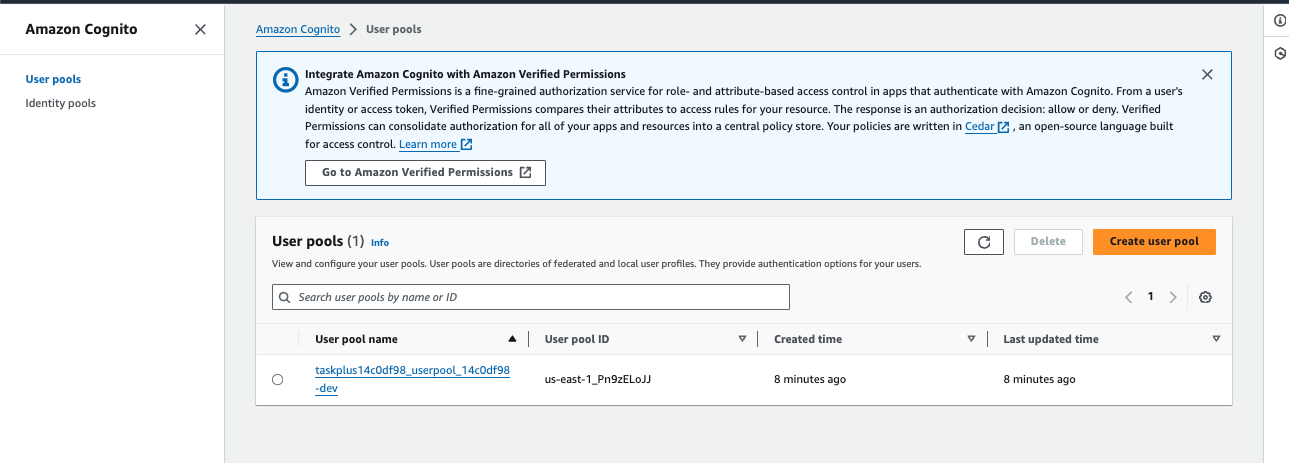 Amazon Cognito
User pools
Identity pools
Amazon Cognito > User pools
Integrate Amazon Cognito with Amazon Verified Permissions
Amazon Verified Permissions is a fine-grained authorization service for role- and attribute-based access control in apps that authenticate with Amazon Cognito. From a user's
identity or access token, Verified Permissions compares their attributes to access rules for your resource. The response is an authorization decision: allow or deny. Verified
Permissions can consolidate authorization for all of your apps and resources into a central policy store. Your policies are written in Cedar , an open-source language built
for access control. Learn more
Go to Amazon Verified Permissions
User pools (1) Info
Delete
Create user pool
View and configure your user pools. User pools are directories of federated and local user profiles. They provide authentication options for your users.
Search user pools by name or ID
1
User pool name User pool ID Created time Last updated time
taskplus14c0df98_userpool_14c0df98
-dev
us-east-1_Pn9zELoJJ 8 minutes ago 8 minutes ago